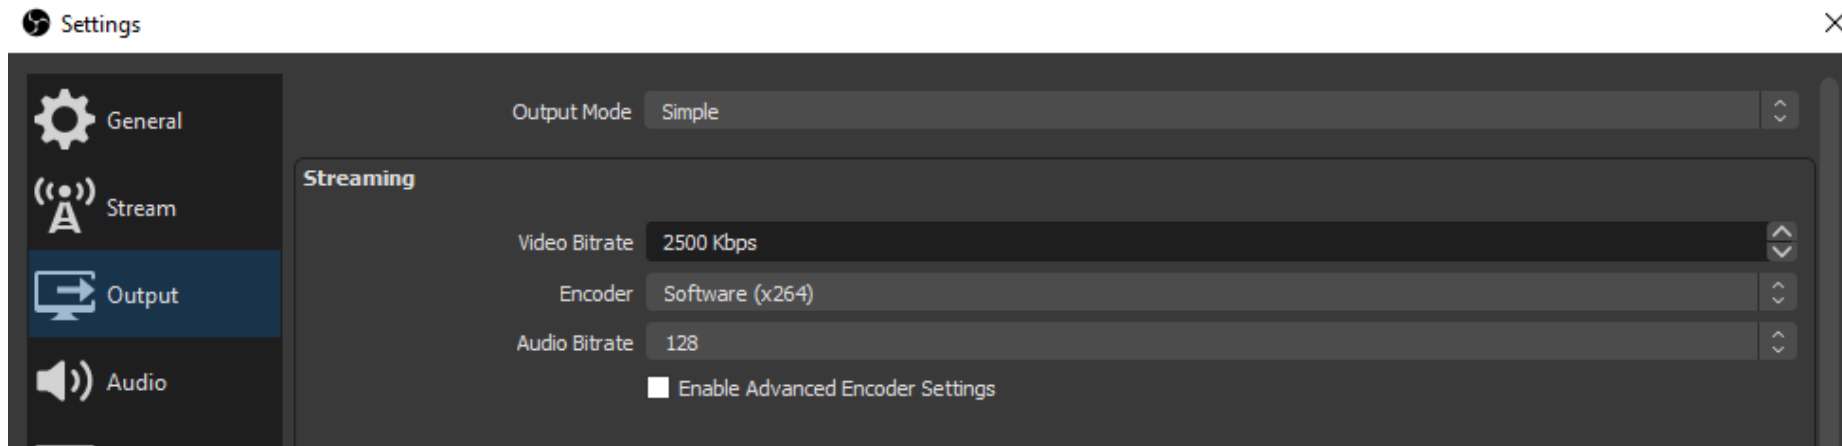 Settings
General
Stream
Output
Audio
Output Mode Simple
Streaming
Video Bitrate 2500 Kbps
Encoder Software (x264)
Audio Bitrate 128
Enable Advanced Encoder Settings